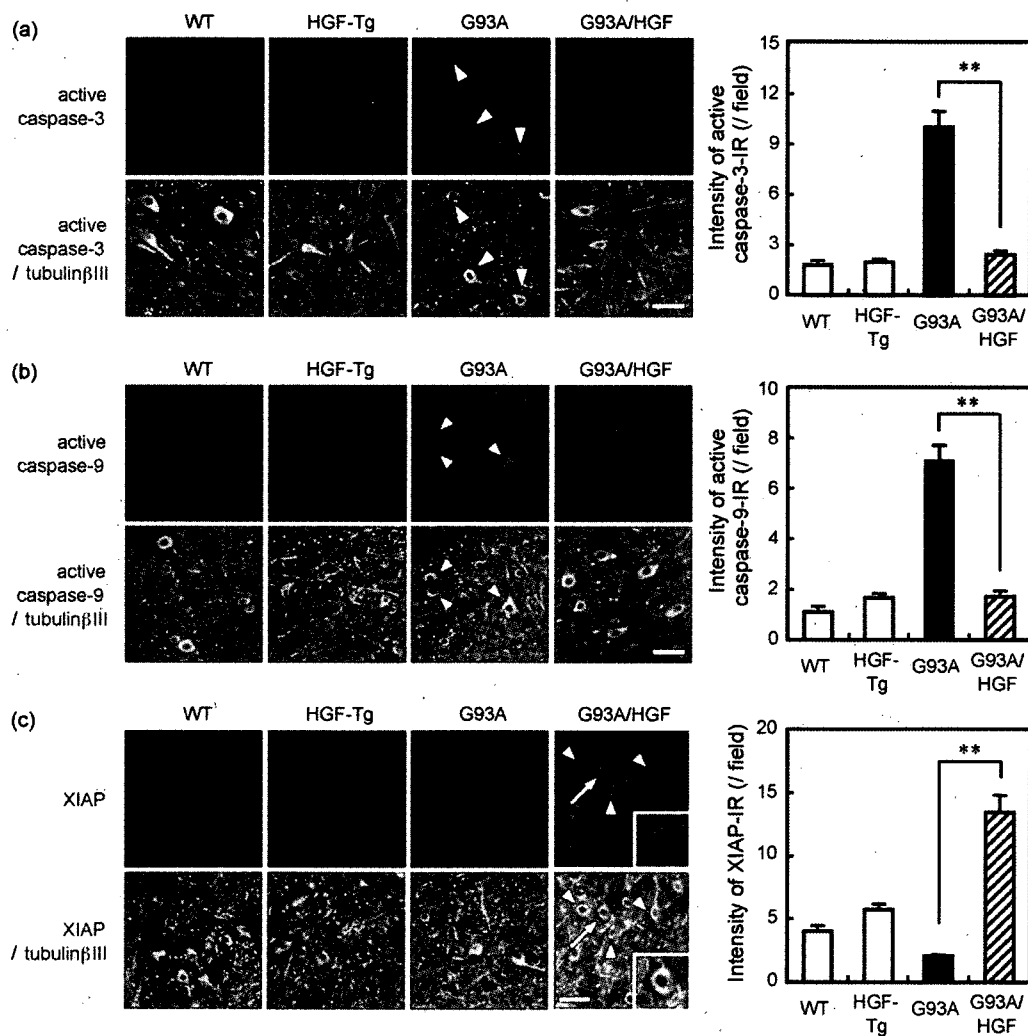 (a)
WT HGF-Tg G93A G93A/HGF
active
caspase-3
active
caspase-3
/ tubulinβIII
Intensity of active
caspase-3-IR (/ field)
15
12
9
6
3
0
**
WT HGF-
Tg G93A G93A/
HGF
(b)
WT HGF-Tg G93A G93A/HGF
active
caspase-9
active
caspase-9
/ tubulinβIII
Intensity of active
caspase-9-IR (/ field)
10
8
6
4
2
0
**
WT HGF-
Tg G93A G93A/
HGF
(c)
WT HGF-Tg G93A G93A/HGF
XIAP
XIAP
/ tubulinβIII
Intensity of XIAP-IR (/ field)
20
15
10
5
0
**
WT HGF-
Tg G93A G93A/
HGF